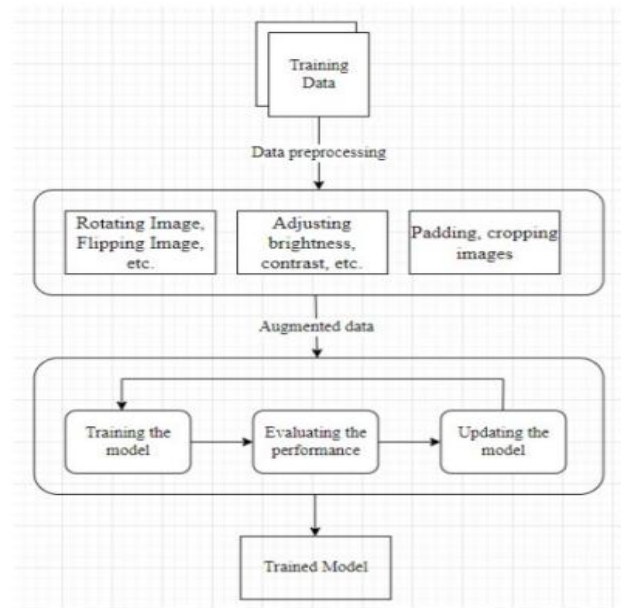 Training
Data
Data preprocessing
Rotating Image,
Flipping Image,
etc.
Adjusting
brightness,
contrast, etc.
Padding, cropping
images
Augmented data
Training the
model
Evaluating the
performance
Updating the
model
Trained Model